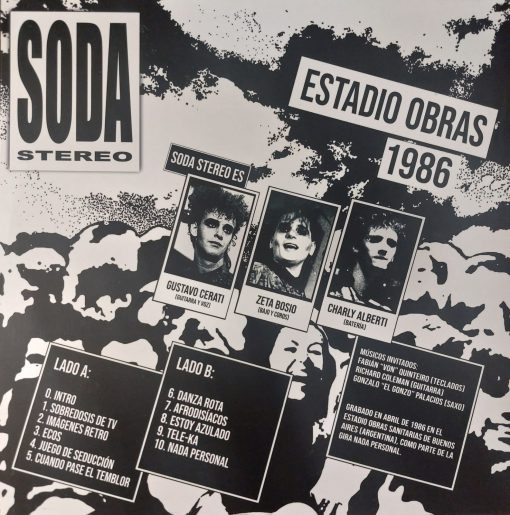 SODA
STEREO
ESTADIO OBRAS
1986
SODA STEREO ES
GUSTAVO CERATI
(GUITARRA Y VOZ)
ZETA BOSIO
(BAJO Y COROS)
CHARLY ALBERTI
(BATERÍA)
LADO A:
0. INTRO
1. SOBREDOSIS DE TV
2. IMÁGENES RETRO
3. ECOS
4. JUEGO DE SEDUCCIÓN
5. CUANDO PASE EL TEMBLOR
LADO B:
6. DANZA ROTA
7. AFRODISÍACOS
8. ESTOY AZULADO
9. TELE-KA
10. NADA PERSONAL
MÚSICOS INVITADOS:
FABIÁN "VON" QUINTEIRO (TECLADOS)
RICHARD COLEMAN (GUITARRA)
GONZALO "EL GONZO" PALACIOS (SAXO)
GRABADO EN ABRIL DE 1986 EN EL
ESTADIO OBRAS SANITARIAS DE BUENOS
AIRES (ARGENTINA), COMO PARTE DE LA
GIRA NADA PERSONAL.